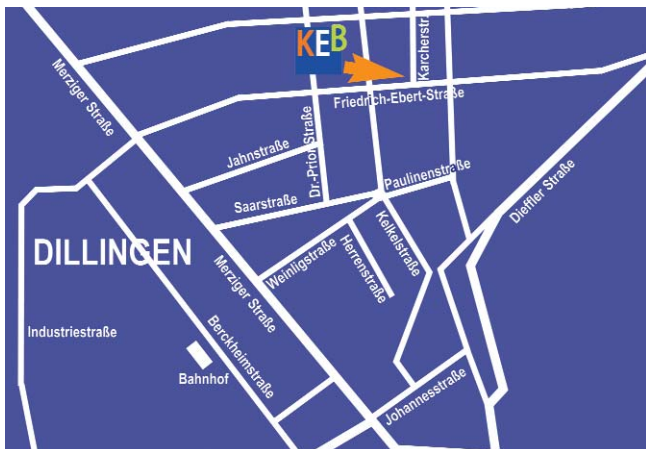 KEB
Karcherstr.
Merziger Straße
Friedrich-Ebert-Straße
Jahnstraße
Dr.-Prior-Straße
Paulinenstraße
Saarstraße
Dieffler Straße
Kelkelstraße
Herrenstraße
Weinligstraße
DILLINGEN
Merziger Straße
Industriestraße
Berckheimstraße
Bahnhof
Johannesstraße